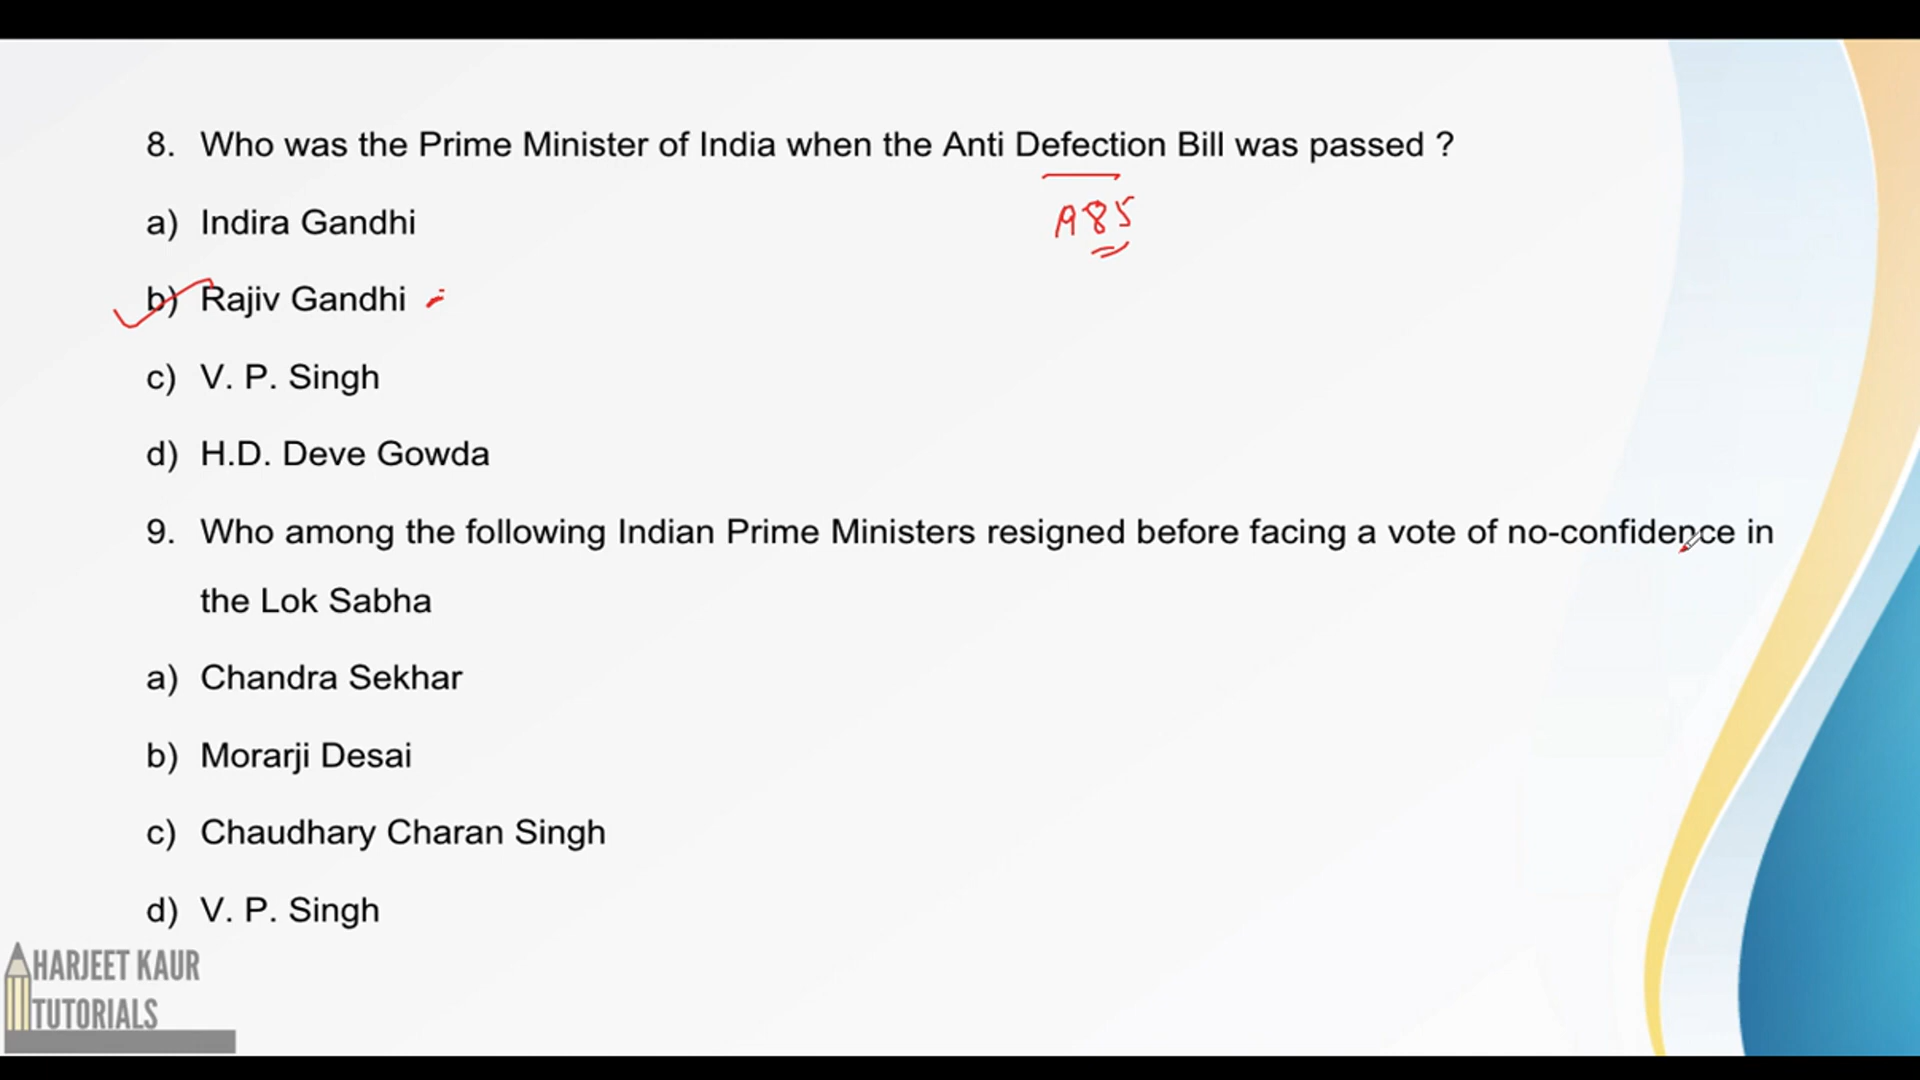 8. Who was the Prime Minister of India when the Anti Defection Bill was passed ?
a) Indira Gandhi
1985
b) Rajiv Gandhi
c) V. P. Singh
d) H.D. Deve Gowda
9. Who among the following Indian Prime Ministers resigned before facing a vote of no-confidence in
the Lok Sabha
a) Chandra Sekhar
b) Morarji Desai
c) Chaudhary Charan Singh
d) V. P. Singh
HARJEET KAUR
TUTORIALS